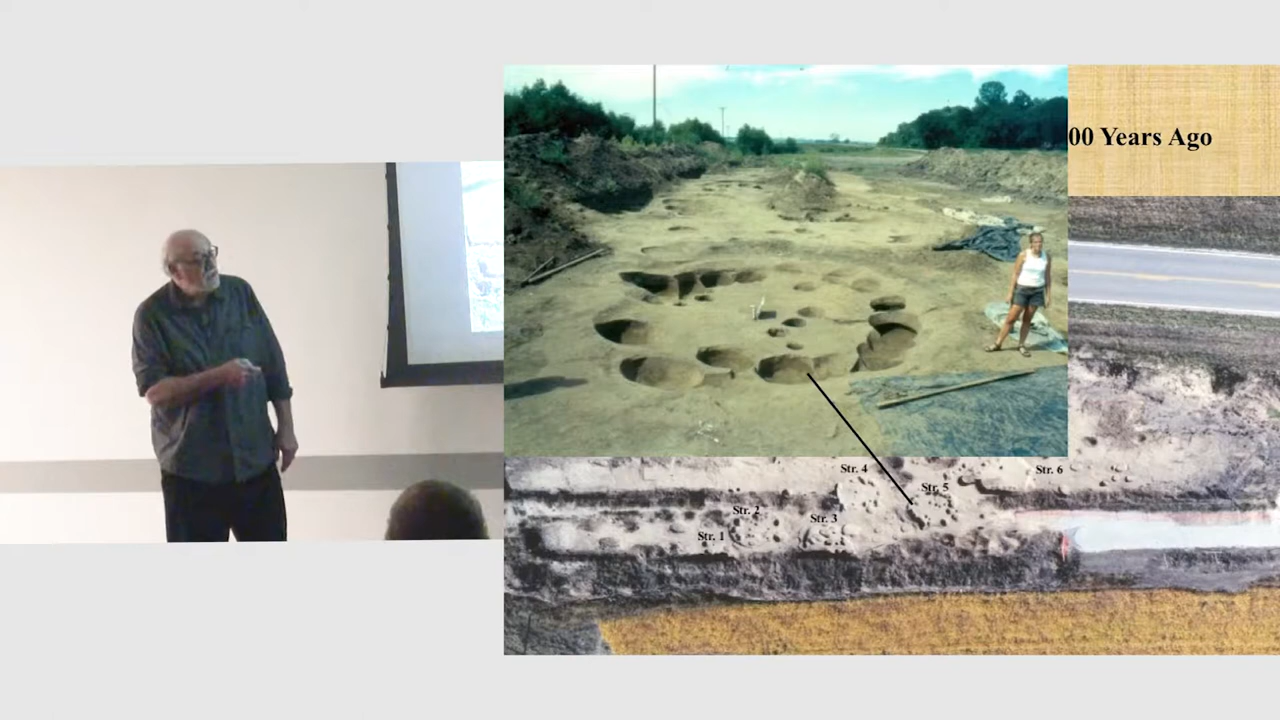 00 Years Ago
Str. 4
Str. 6
Str. 5
Str. 2
Str. 3
Str. 1